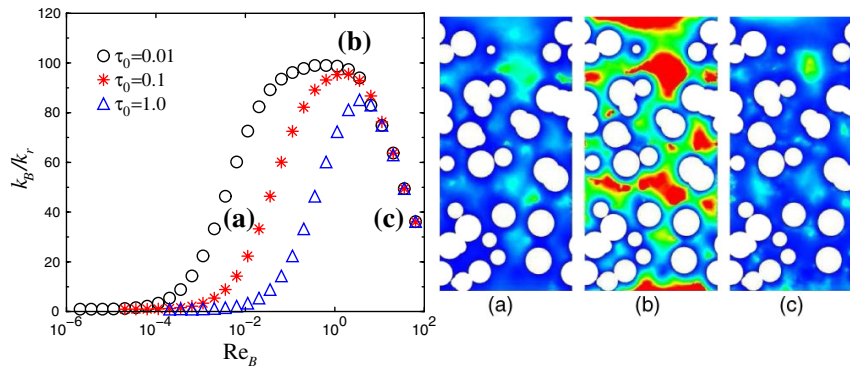 120
100
80
60
40
20
0
k_B/k_r
τ₀=0.01
τ₀=0.1
τ₀=1.0
(b)
(a)
(c)
10⁻⁶ 10⁻⁴ 10⁻² 10⁰ 10²
Re_B
(a) (b) (c)